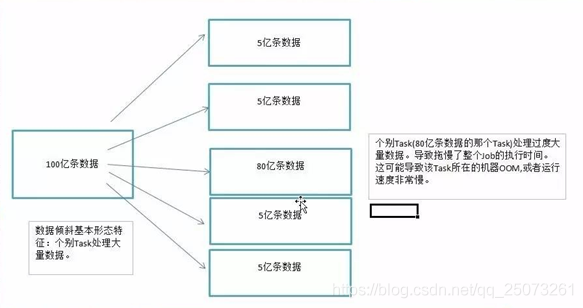 5亿条数据
5亿条数据
100亿条数据
80亿条数据
5亿条数据
5亿条数据
个别Task(80亿条数据的那个Task)处理过度大
量数据。导致拖慢了整个Job的执行时间。
这可能导致该Task所在的机器OOM,或者运行
速度非常慢。
数据倾斜基本形态特
征：个别Task处理大
量数据。
https://blog.csdn.net/qq_25073261